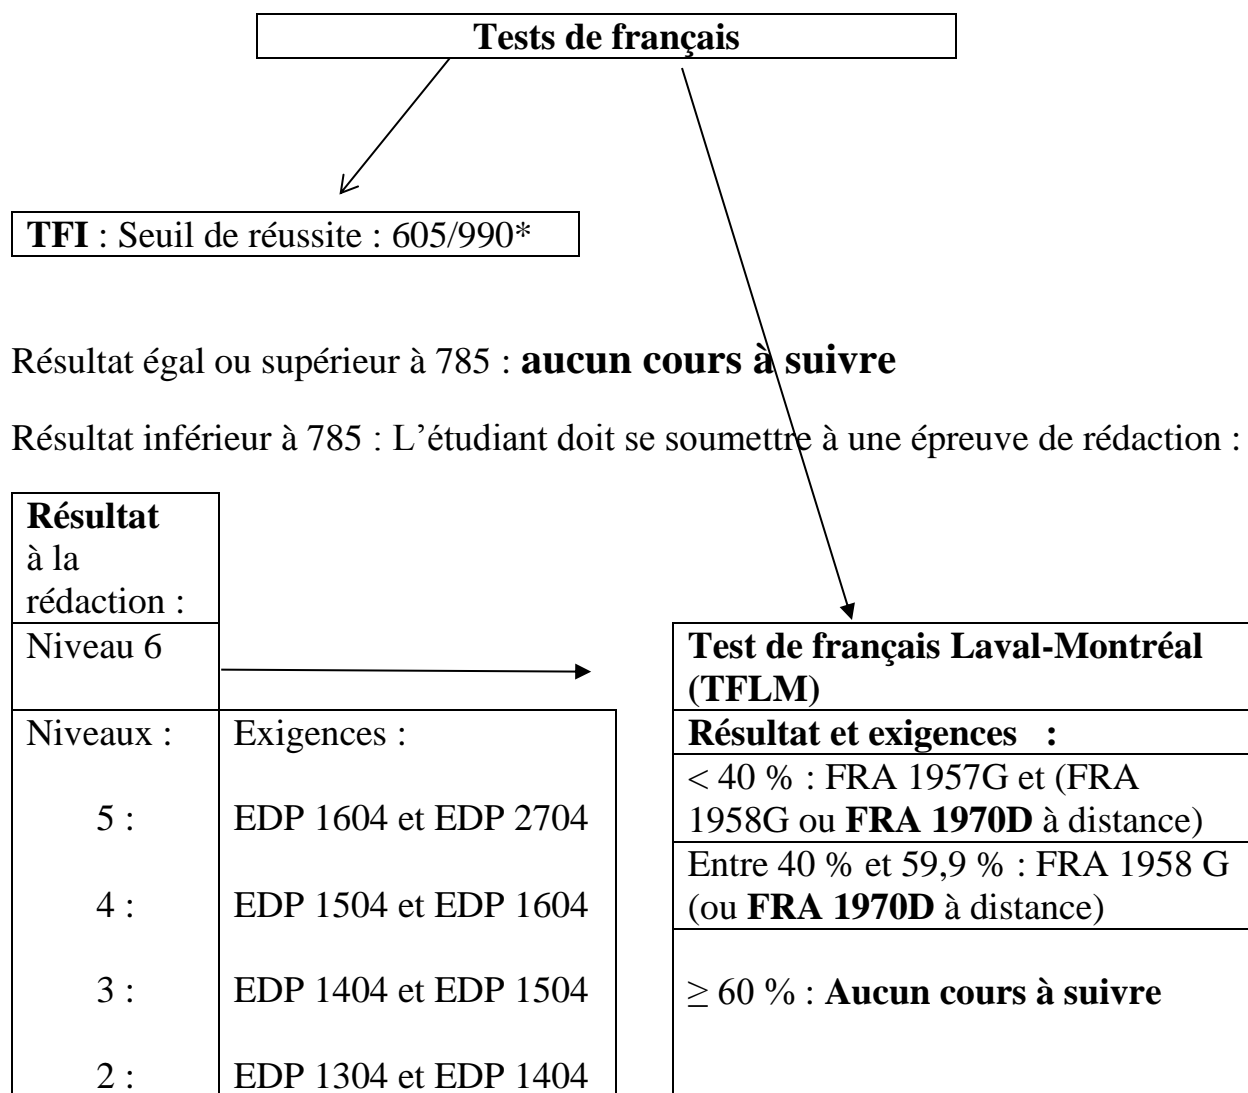 Tests de français
TFI : Seuil de réussite : 605/990*
Résultat égal ou supérieur à 785 : aucun cours à suivre
Résultat inférieur à 785 : L’étudiant doit se soumettre à une épreuve de rédaction :
Résultat
à la
rédaction :
Niveau 6
Niveaux :
Exigences :
5 :
EDP 1604 et EDP 2704
4 :
EDP 1504 et EDP 1604
3 :
EDP 1404 et EDP 1504
2 :
EDP 1304 et EDP 1404
Test de français Laval-Montréal
(TFLM)
Résultat et exigences :
< 40 % : FRA 1957G et (FRA
1958G ou FRA 1970D à distance)
Entre 40 % et 59,9 % : FRA 1958 G
(ou FRA 1970D à distance)
≥ 60 % : Aucun cours à suivre